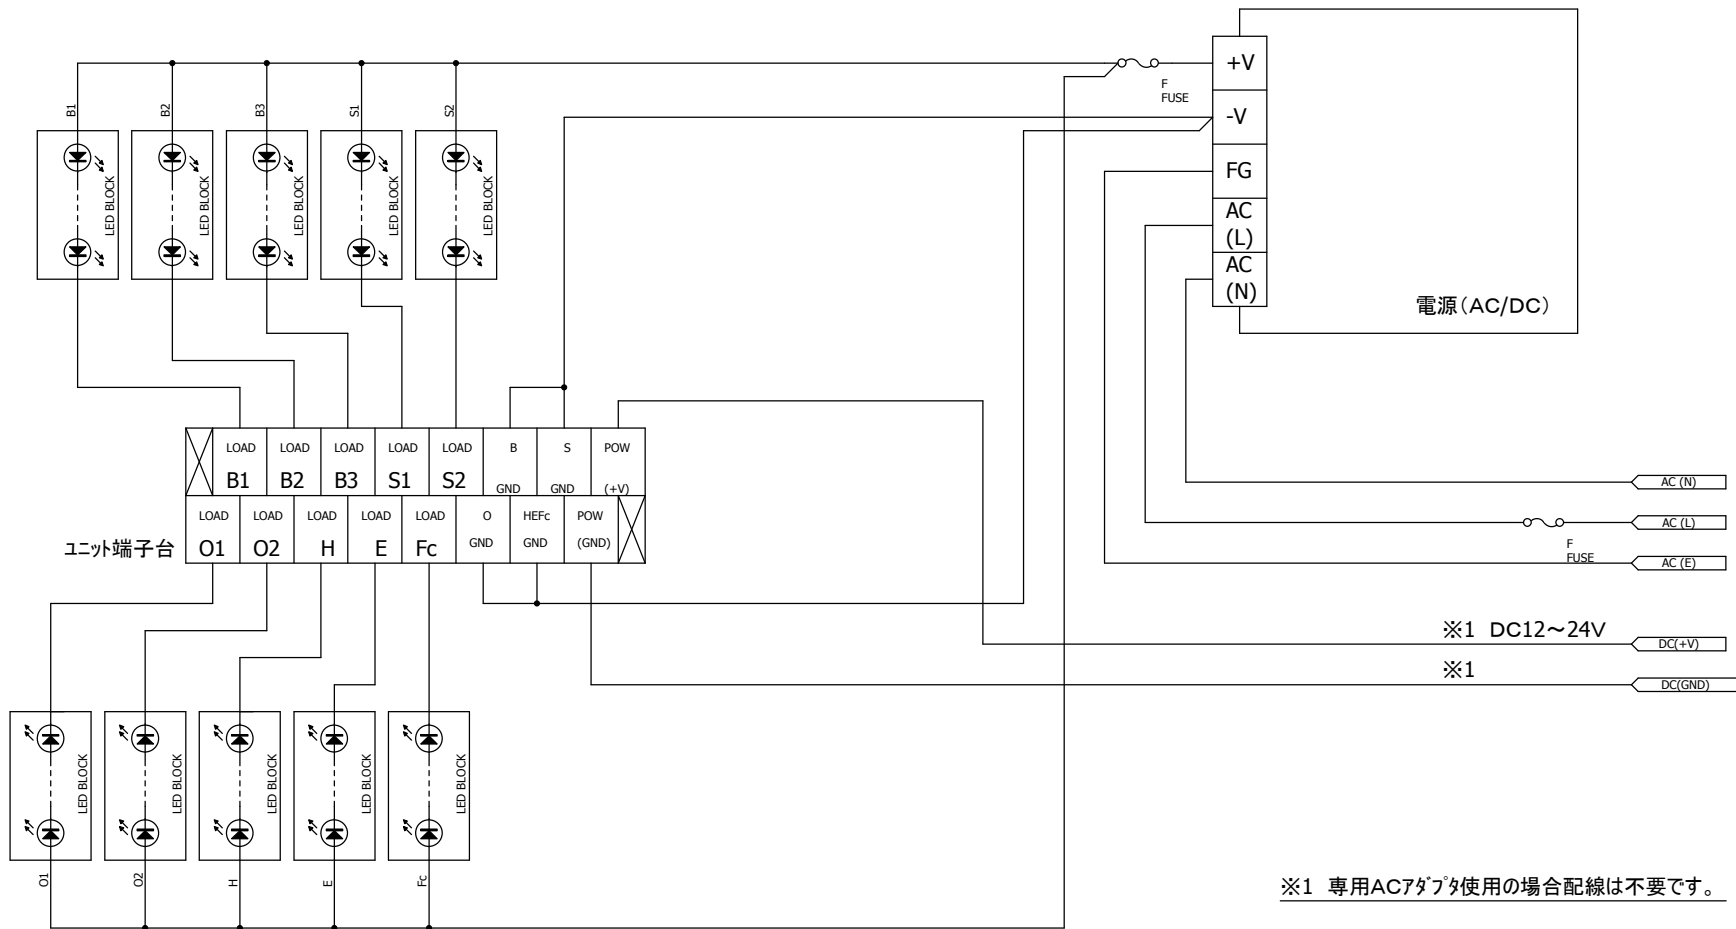 B1
B2
B3
S1
S2
LED BLOCK
LED BLOCK
LED BLOCK
LED BLOCK
LED BLOCK
F
FUSE
+V
-V
FG
AC
(L)
AC
(N)
電源(AC/DC)
LOAD
B1
LOAD
B2
LOAD
B3
LOAD
S1
LOAD
S2
B
GND
S
GND
POW
(+V)
ユニット端子台
LOAD
O1
LOAD
O2
LOAD
H
LOAD
E
LOAD
Fc
O
GND
HEFc
GND
POW
(GND)
AC (N)
AC (L)
F
FUSE
AC (E)
※1 DC12~24V
DC(+V)
※1
DC(GND)
LED BLOCK
LED BLOCK
LED BLOCK
LED BLOCK
LED BLOCK
O1
O2
H
E
Fc
※1 専用ACアダプタ使用の場合配線は不要です。